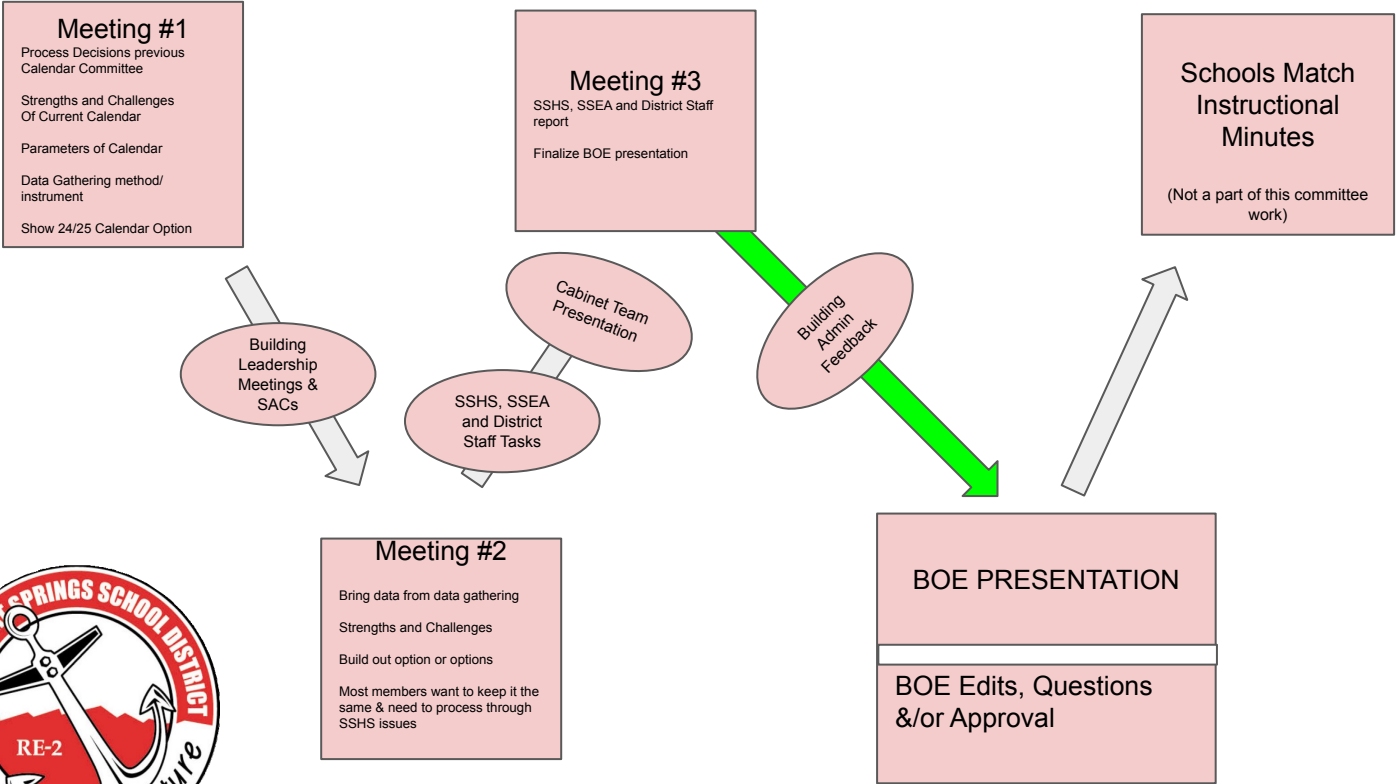 Meeting #1
Process Decisions previous
Calendar Committee
Strengths and Challenges
Of Current Calendar
Parameters of Calendar
Data Gathering method/
instrument
Show 24/25 Calendar Option
Building
Leadership
Meetings &
SACs
Meeting #2
Bring data from data gathering
Strengths and Challenges
Build out option or options
Most members want to keep it the
same & need to process through
SSHS issues
SSHS, SSEA
and District
Staff Tasks
Cabinet Team
Presentation
Meeting #3
SSHS, SSEA and District Staff
report
Finalize BOE presentation
Building
Admin
Feedback
BOE PRESENTATION
BOE Edits, Questions
&/or Approval
Schools Match
Instructional
Minutes
(Not a part of this committee
work)
SPRINGS SCHOOL DISTRICT
RE-2